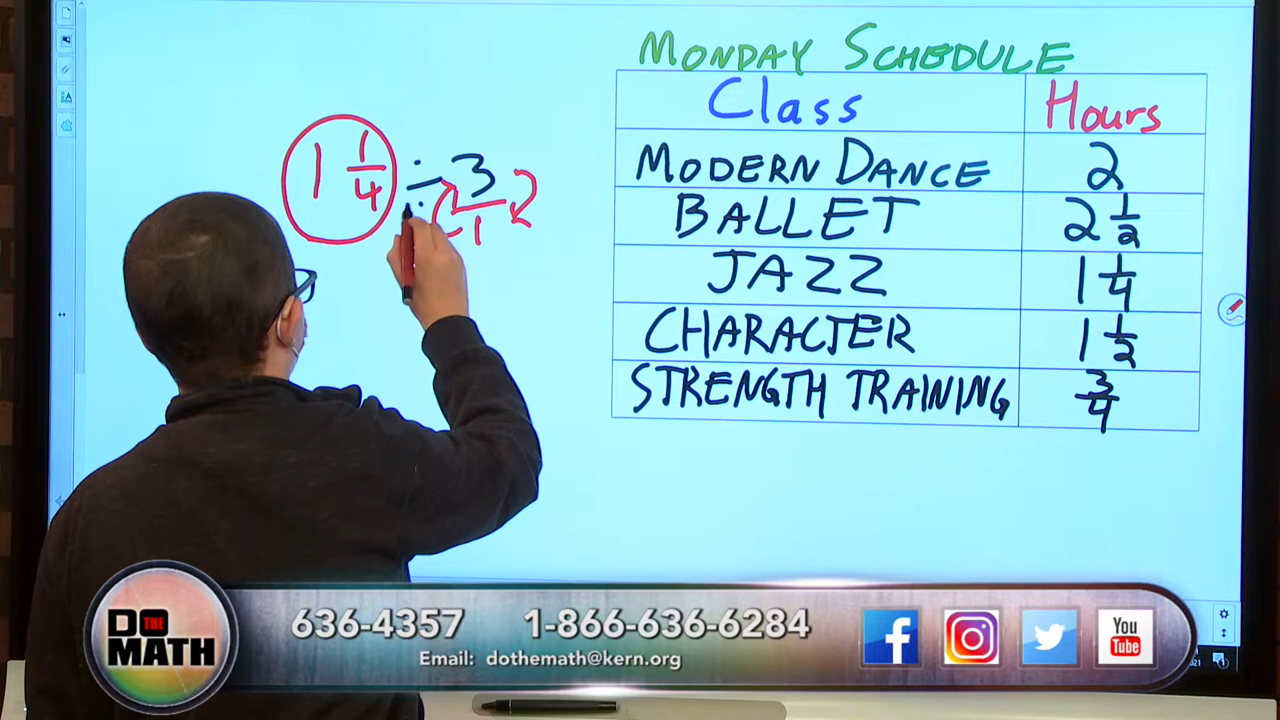 MONDAY SCHEDULE
Class Hours
MODERN DANCE 2
BALLET 2 1/2
JAZZ 1 1/4
CHARACTER 1 1/2
STRENGTH TRAINING 3/4
1 1/4 ÷ 3/1
DO THE MATH
636-4357 1-866-636-6284
Email: dothemath@kern.org
f
You Tube